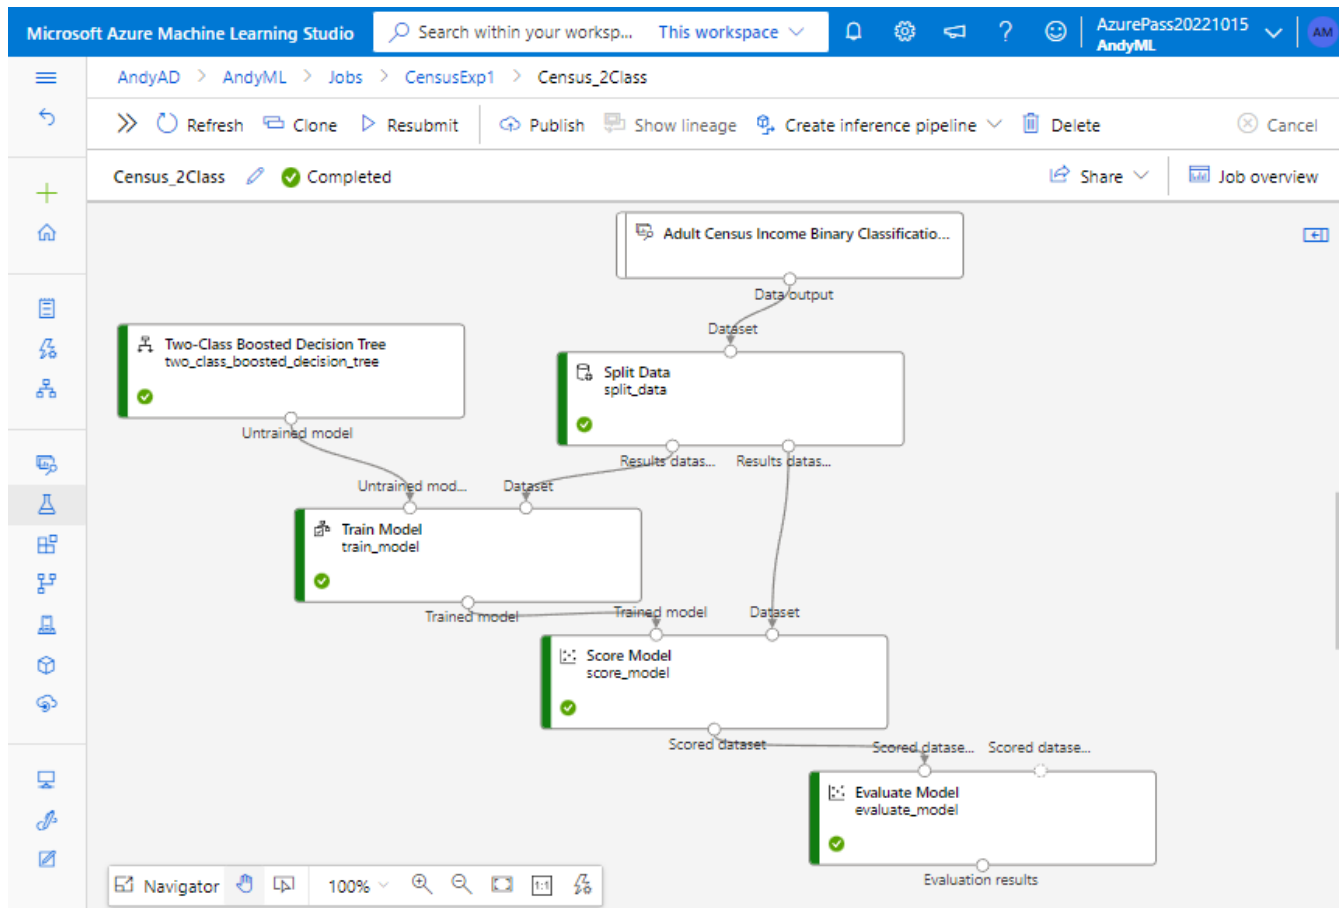 Microsoft Azure Machine Learning Studio
Search within your worksp...
This workspace
AzurePass20221015
AndyML
AM
AndyAD > AndyML > Jobs > CensusExp1 > Census_2Class
Refresh
Clone
Resubmit
Publish
Show lineage
Create inference pipeline
Delete
Cancel
Census_2Class
Completed
Share
Job overview
Adult Census Income Binary Classificatio...
Data output
Dataset
Two-Class Boosted Decision Tree
two_class_boosted_decision_tree
Untrained model
Split Data
split_data
Results datas...
Results datas...
Untrained mod...
Dataset
Train Model
train_model
Trained model
Trained model
Dataset
Score Model
score_model
Scored dataset
Scored datase...
Scored datase...
Evaluate Model
evaluate_model
Evaluation results
Navigator
100%
1:1